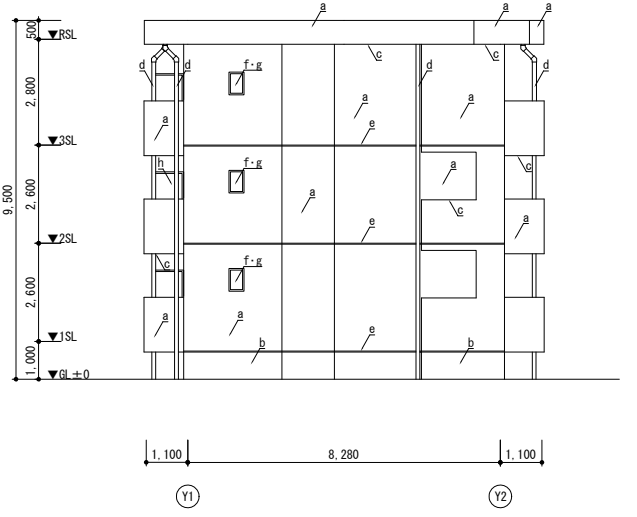 a a a
500 ▼RSL
c c
d d f·g d d
2,800
a a a
e
▼3SL
h f·g a c
2,600 a c
9,500
a
e
▼2SL
c f·g
2,600
a a
e
▼1SL
b b
1,000
▼GL±0
1,100 8,280 1,100
Y1 Y2